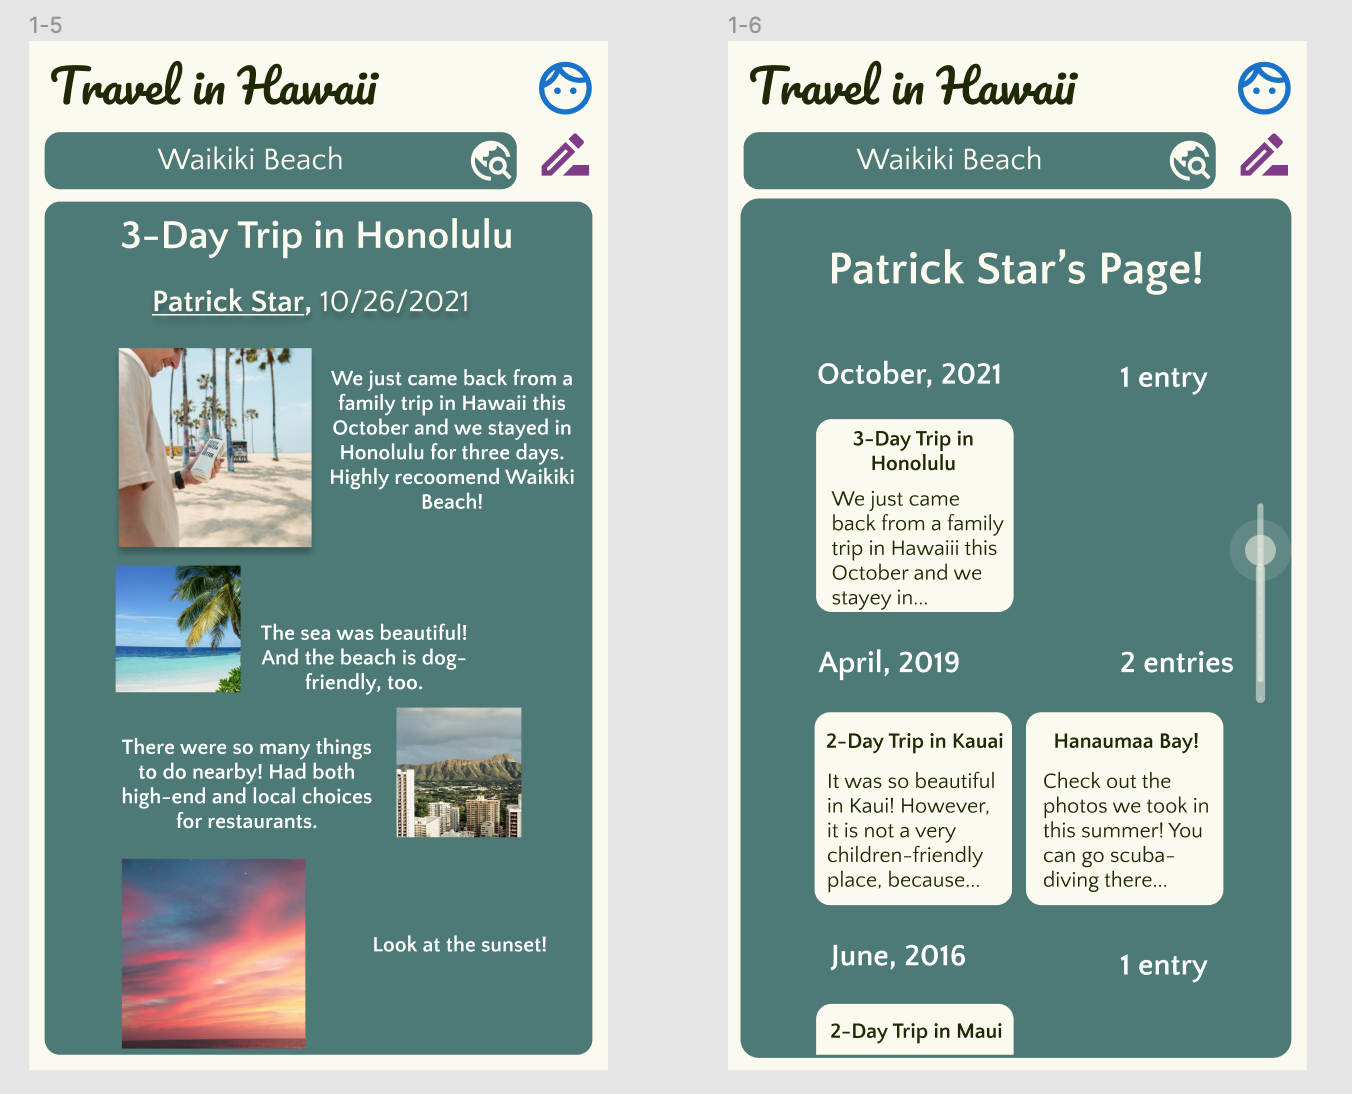 1-5
Travel in Hawaii
Waikiki Beach
3-Day Trip in Honolulu
Patrick Star, 10/26/2021
We just came back from a
family trip in Hawaii this
October and we stayed in
Honolulu for three days.
Highly recoomend Waikiki
Beach!
The sea was beautiful!
And the beach is dog-
friendly, too.
There were so many things
to do nearby! Had both
high-end and local choices
for restaurants.
Look at the sunset!
1-6
Travel in Hawaii
Waikiki Beach
Patrick Star’s Page!
October, 2021
1 entry
3-Day Trip in
Honolulu
We just came
back from a family
trip in Hawaiii this
October and we
stayey in...
April, 2019
2 entries
2-Day Trip in Kauai
It was so beautiful
in Kaui! However,
it is not a very
children-friendly
place, because...
Hanaumaa Bay!
Check out the
photos we took in
this summer! You
can go scuba-
diving there...
June, 2016
1 entry
2-Day Trip in Maui